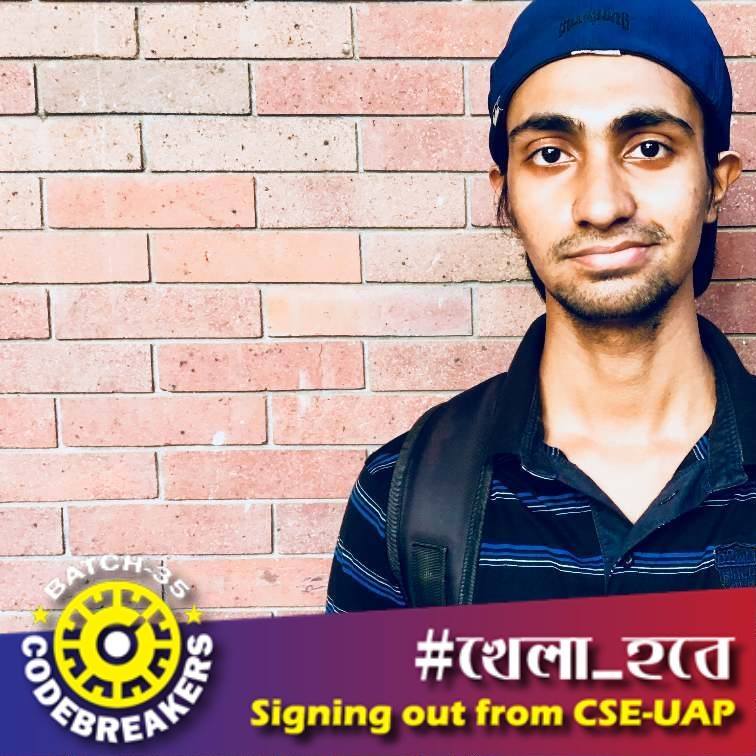 BATCH-35
CODEBREAKERS
#খেলা_হবে
Signing out from CSE-UAP